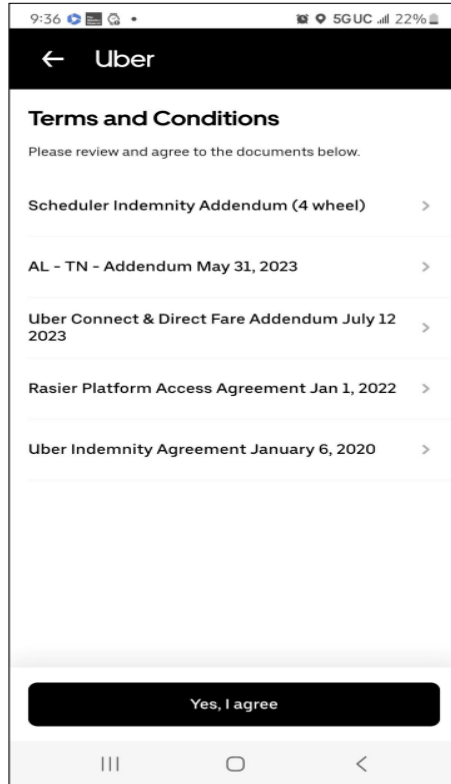 9:36
5G UC 22%
Uber
Terms and Conditions
Please review and agree to the documents below.
Scheduler Indemnity Addendum (4 wheel)
AL - TN - Addendum May 31, 2023
Uber Connect & Direct Fare Addendum July 12
2023
Rasier Platform Access Agreement Jan 1, 2022
Uber Indemnity Agreement January 6, 2020
Yes, I agree